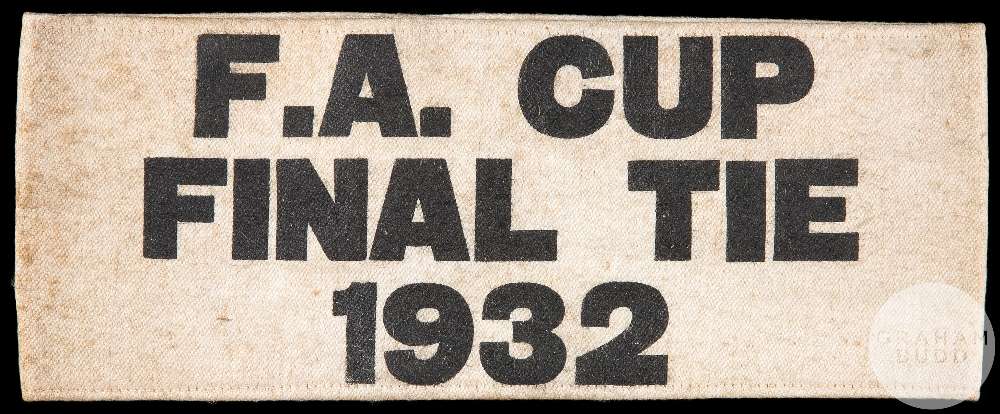 F.A. CUP
FINAL TIE
1932
GRAHAM
BUDD